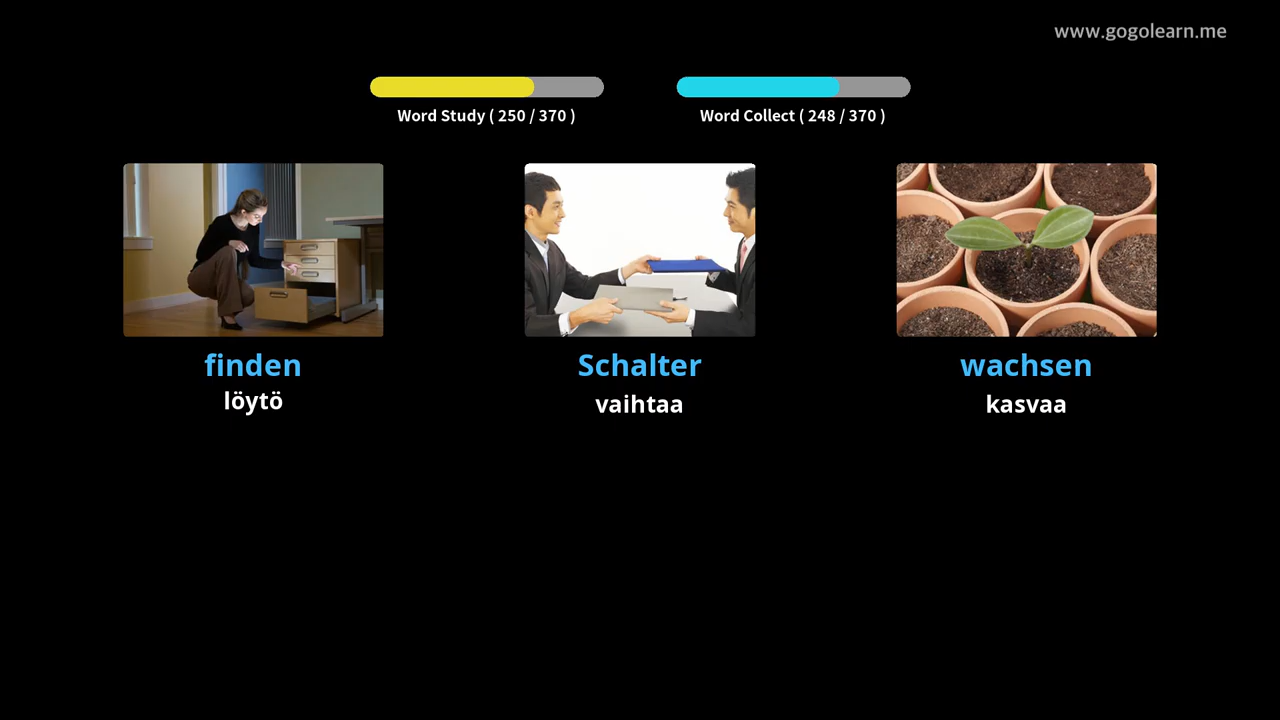 www.gogolearn.me
Word Study ( 250 / 370 )
Word Collect ( 248 / 370 )
finden
löytö
Schalter
vaihtaa
wachsen
kasvaa